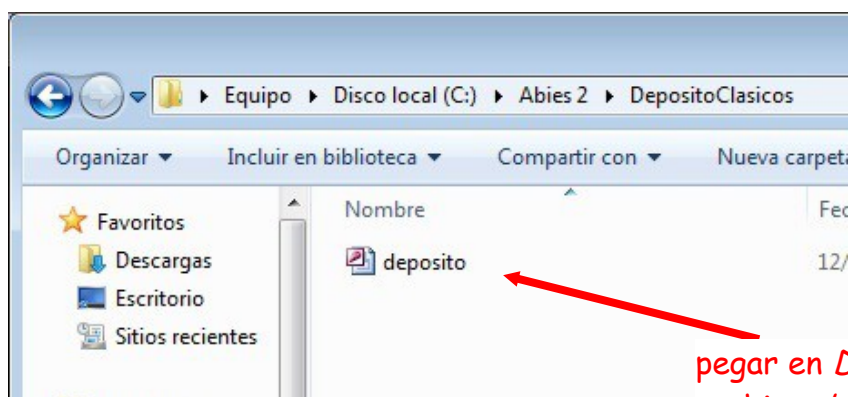 Equipo Disco local (C:) Abies 2 DepositoClasicos
Organizar Incluir en biblioteca Compartir con Nueva carpeta
Favoritos
Descargas
Escritorio
Sitios recientes
Nombre
deposito
12/
pegar en